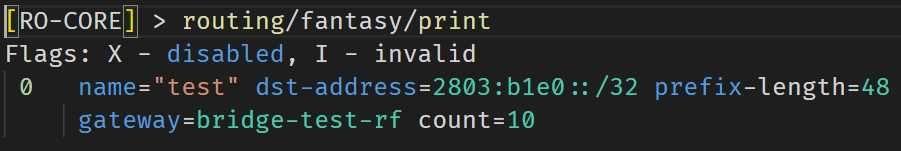 [RO-CORE] > routing/fantasy/print
Flags: X - disabled, I - invalid
0 name="test" dst-address=2803:b1e0::/32 prefix-length=48
gateway=bridge-test-rf count=10